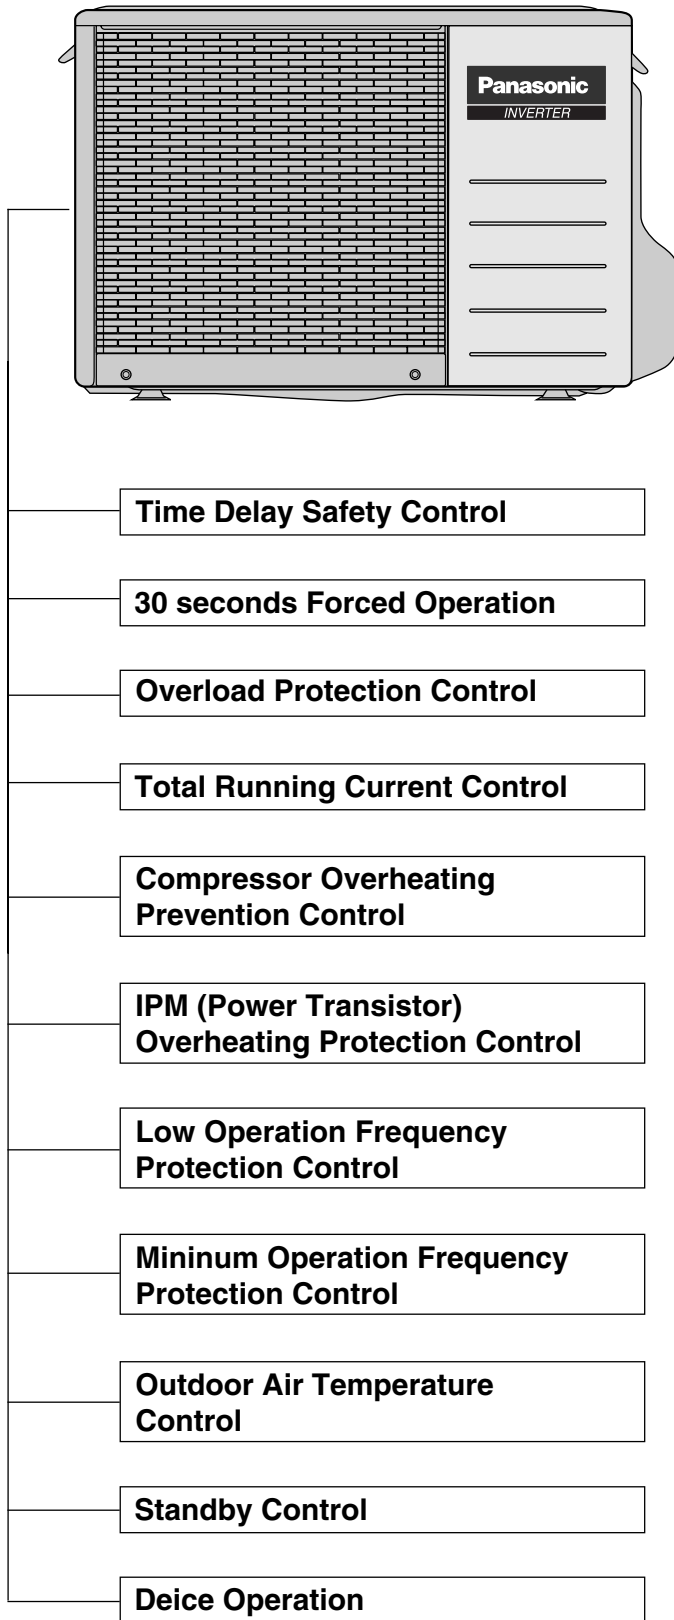 Panasonic
INVERTER
Time Delay Safety Control
30 seconds Forced Operation
Overload Protection Control
Total Running Current Control
Compressor Overheating
Prevention Control
IPM (Power Transistor)
Overheating Protection Control
Low Operation Frequency
Protection Control
Mininum Operation Frequency
Protection Control
Outdoor Air Temperature
Control
Standby Control
Deice Operation